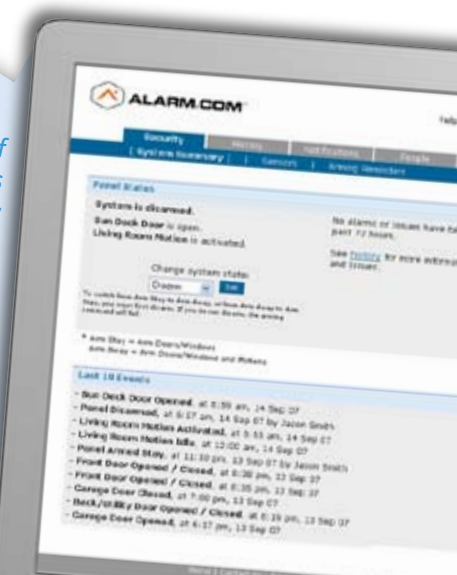 f
s
ALARM.COM
Help
Security History Notifications People
[ System Summary ] | Sensors | Arming Reminders
Panel Status
System is disarmed.
Sun Deck Door is open.
Living Room Motion is activated.
No alarms or issues have
past 72 hours.
See history for more
and issues.
Change system state:
Disarm
* Arm Stay = Arm Doors/Windows
Arm Away = Arm Doors/Windows and Motions
Last 10 Events
- Sun Deck Door Opened, at 6:59 am, 14 Sep 07
- Panel Disarmed, at 6:17 am, 14 Sep 07 by Jason Smith
- Living Room Motion Activated, at 5:53 am, 14 Sep 07
- Living Room Motion Idle, at 12:00 am, 14 Sep 07
- Panel Armed Stay, at 11:10 pm, 13 Sep 07 by Jason Smith
- Front Door Opened / Closed, at 8:38 pm, 13 Sep 07
- Front Door Opened / Closed, at 8:35 pm, 13 Sep 07
- Garage Door Closed, at 7:00 pm, 13 Sep 07
- Back/Utility Door Opened / Closed, at 6:19 pm, 13 Sep 07
- Garage Door Opened, at 6:17 pm, 13 Sep 07